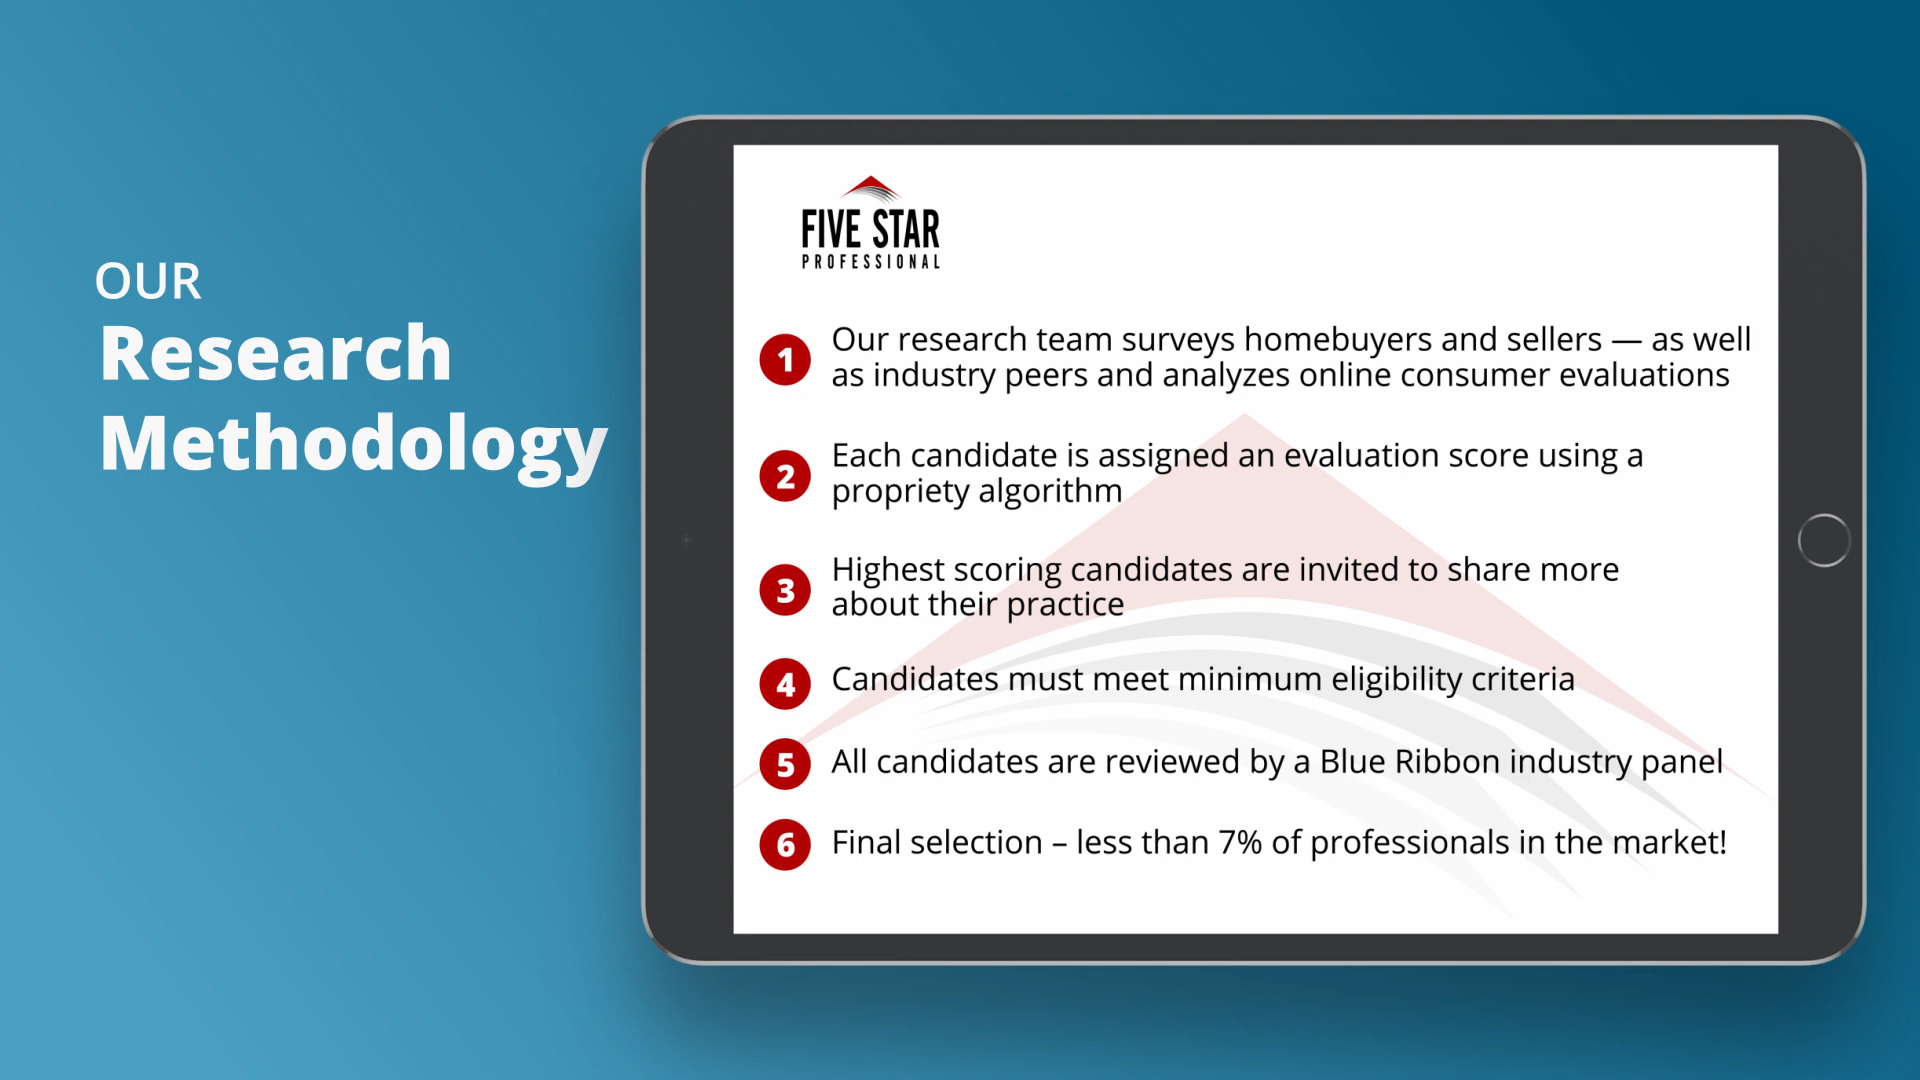 OUR
Research
Methodology
FIVE STAR
PROFESSIONAL
1 Our research team surveys homebuyers and sellers — as well
as industry peers and analyzes online consumer evaluations
2 Each candidate is assigned an evaluation score using a
propriety algorithm
3 Highest scoring candidates are invited to share more
about their practice
4 Candidates must meet minimum eligibility criteria
5 All candidates are reviewed by a Blue Ribbon industry panel
6 Final selection – less than 7% of professionals in the market!